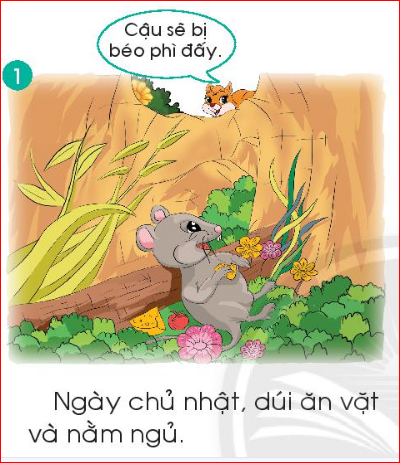 Cậu sẽ bị
béo phì đấy.
1
Ngày chủ nhật, dúi ăn vặt
và nằm ngủ.